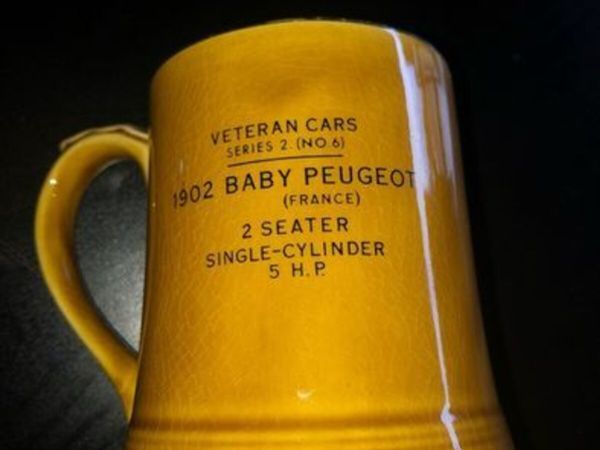 VETERAN CARS
SERIES 2. (NO 6)
1902 BABY PEUGEOT
(FRANCE)
2 SEATER
SINGLE-CYLINDER
5 H.P.